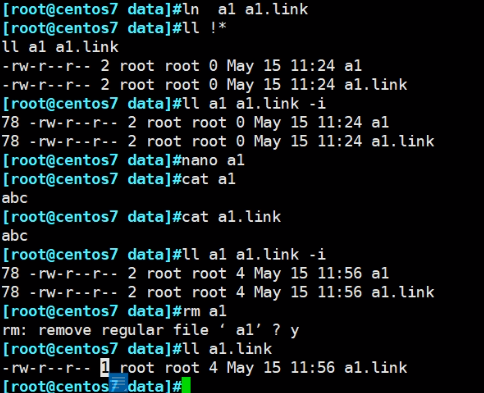 [root@centos7 data]#ln  a1 a1.link
[root@centos7 data]#ll !*
ll a1 a1.link
-rw-r--r-- 2 root root 0 May 15 11:24 a1
-rw-r--r-- 2 root root 0 May 15 11:24 a1.link
[root@centos7 data]#ll a1 a1.link -i
78 -rw-r--r-- 2 root root 0 May 15 11:24 a1
78 -rw-r--r-- 2 root root 0 May 15 11:24 a1.link
[root@centos7 data]#nano a1
[root@centos7 data]#cat a1
abc
[root@centos7 data]#cat a1.link
abc
[root@centos7 data]#ll a1 a1.link -i
78 -rw-r--r-- 2 root root 4 May 15 11:56 a1
78 -rw-r--r-- 2 root root 4 May 15 11:56 a1.link
[root@centos7 data]#rm a1
rm: remove regular file ‘ a1’ ? y
[root@centos7 data]#ll a1.link
-rw-r--r-- 1 root root 4 May 15 11:56 a1.link
[root@centos7 data]#